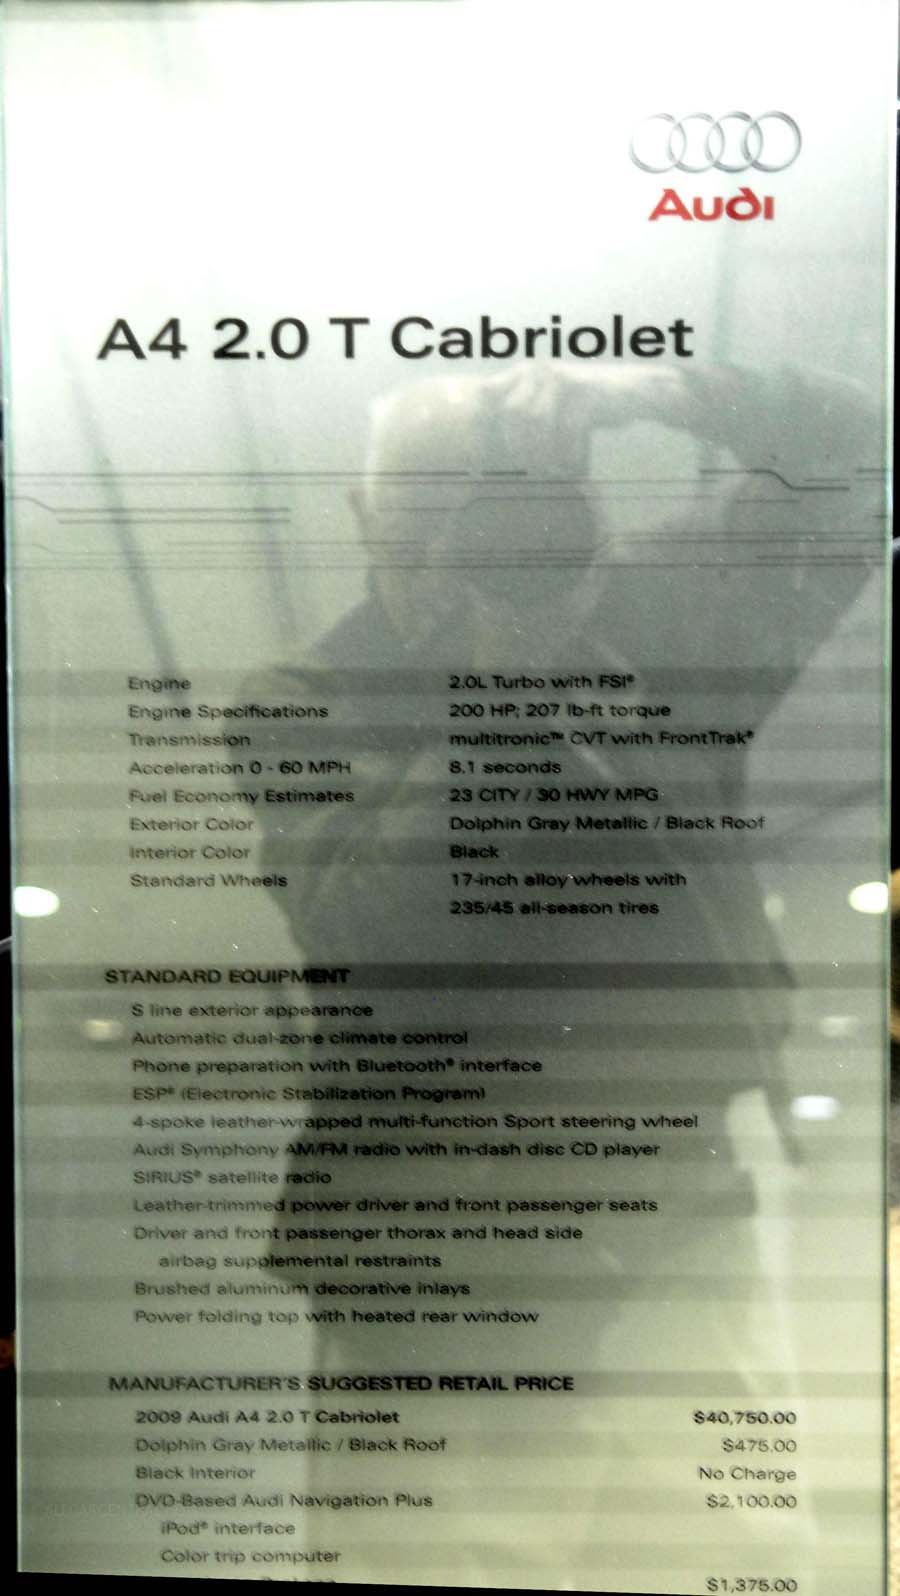 Audi
A4 2.0 T Cabriolet
Engine 2.0L Turbo with FSI®
Engine Specifications 200 HP; 207 lb-ft torque
Transmission multitronic™ CVT with FrontTrak®
Acceleration 0 - 60 MPH 8.1 seconds
Fuel Economy Estimates 23 CITY / 30 HWY MPG
Exterior Color Dolphin Gray Metallic / Black Roof
Interior Color Black
Standard Wheels 17-inch alloy wheels with
235/45 all-season tires
STANDARD EQUIPMENT
S line exterior appearance
Automatic dual-zone climate control
Phone preparation with Bluetooth® interface
ESP® (Electronic Stabilization Program)
4-spoke leather-wrapped multi-function Sport steering wheel
Audi Symphony AM/FM radio with in-dash disc CD player
SIRIUS® satellite radio
Leather-trimmed power driver and front passenger seats
Driver and front passenger thorax and head side
airbag supplemental restraints
Brushed aluminum decorative inlays
Power folding top with heated rear window
MANUFACTURER'S SUGGESTED RETAIL PRICE
2009 Audi A4 2.0 T Cabriolet $40,750.00
Dolphin Gray Metallic / Black Roof $475.00
Black Interior No Charge
DVD-Based Audi Navigation Plus $2,100.00
iPod® interface
Color trip computer
$1,375.00